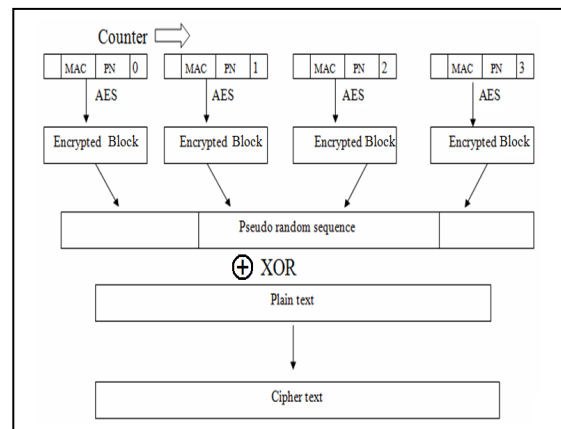 Counter
MAC PN 0 MAC PN 1 MAC PN 2 MAC PN 3
AES AES AES AES
Encrypted Block Encrypted Block Encrypted Block Encrypted Block
Pseudo random sequence
XOR
Plain text
Cipher text